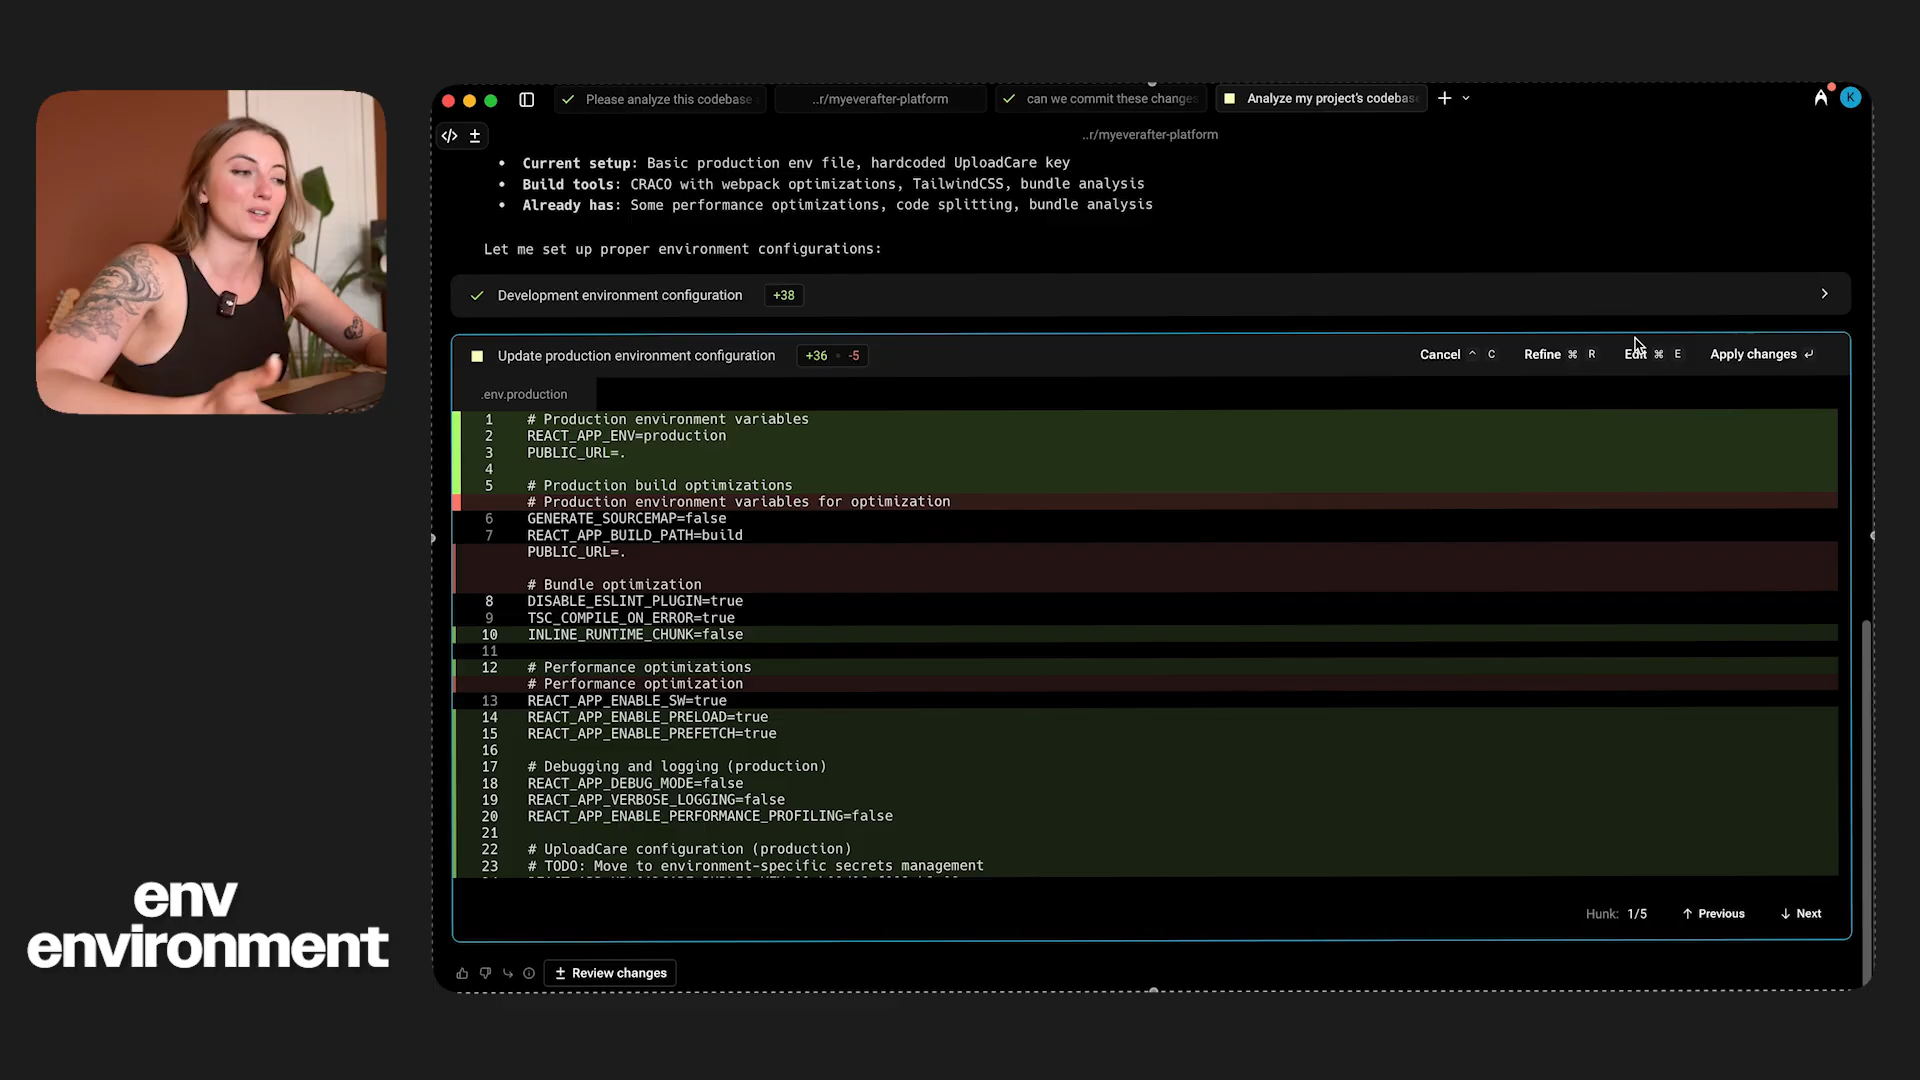 Please analyze this codebase
..r/myeverafter-platform
can we commit these changes
Analyze my project's codebase
K
..r/myeverafter-platform
• Current setup: Basic production env file, hardcoded UploadCare key
• Build tools: CRACO with webpack optimizations, TailwindCSS, bundle analysis
• Already has: Some performance optimizations, code splitting, bundle analysis
Let me set up proper environment configurations:
Development environment configuration +38
Update production environment configuration +36 -5 Cancel ^ C Refine ⌘ R Edit ⌘ E Apply changes ↵
.env.production
1 # Production environment variables
2 REACT_APP_ENV=production
3 PUBLIC_URL=.
4
5 # Production build optimizations
# Production environment variables for optimization
6 GENERATE_SOURCEMAP=false
7 REACT_APP_BUILD_PATH=build
PUBLIC_URL=.
# Bundle optimization
8 DISABLE_ESLINT_PLUGIN=true
9 TSC_COMPILE_ON_ERROR=true
10 INLINE_RUNTIME_CHUNK=false
11
12 # Performance optimizations
# Performance optimization
13 REACT_APP_ENABLE_SW=true
14 REACT_APP_ENABLE_PRELOAD=true
15 REACT_APP_ENABLE_PREFETCH=true
16
17 # Debugging and logging (production)
18 REACT_APP_DEBUG_MODE=false
19 REACT_APP_VERBOSE_LOGGING=false
20 REACT_APP_ENABLE_PERFORMANCE_PROFILING=false
21
22 # UploadCare configuration (production)
23 # TODO: Move to environment-specific secrets management
Hunk: 1/5 ↑ Previous ↓ Next
Review changes
env
environment